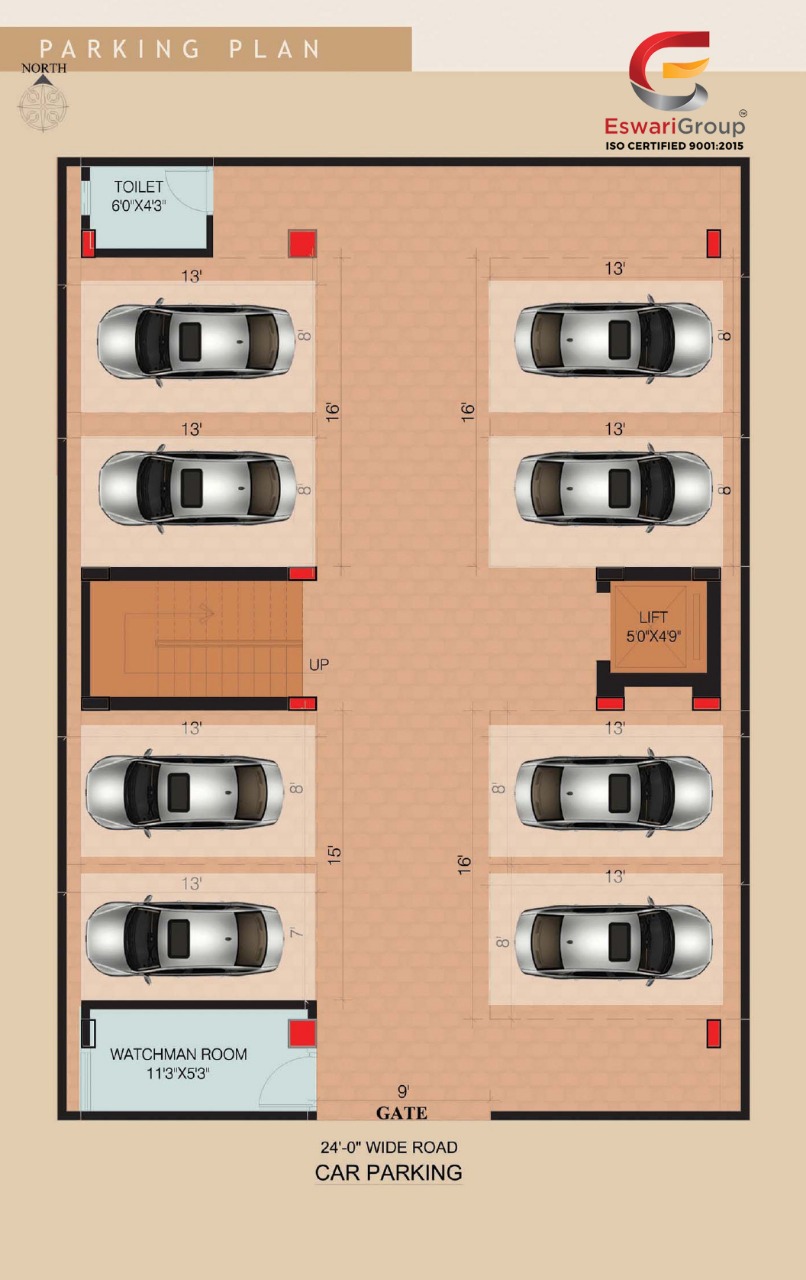 PARKING PLAN
NORTH
EswariGroup
ISO CERTIFIED 9001:2015
TOILET
6'0"X4'3"
13'
13'
8'
8'
16'
16'
13'
13'
8'
8'
LIFT
5'0"X4'9"
UP
13'
13'
8'
8'
15'
16'
13'
13'
7'
8'
WATCHMAN ROOM
11'3"X5'3"
9'
GATE
24'-0" WIDE ROAD
CAR PARKING